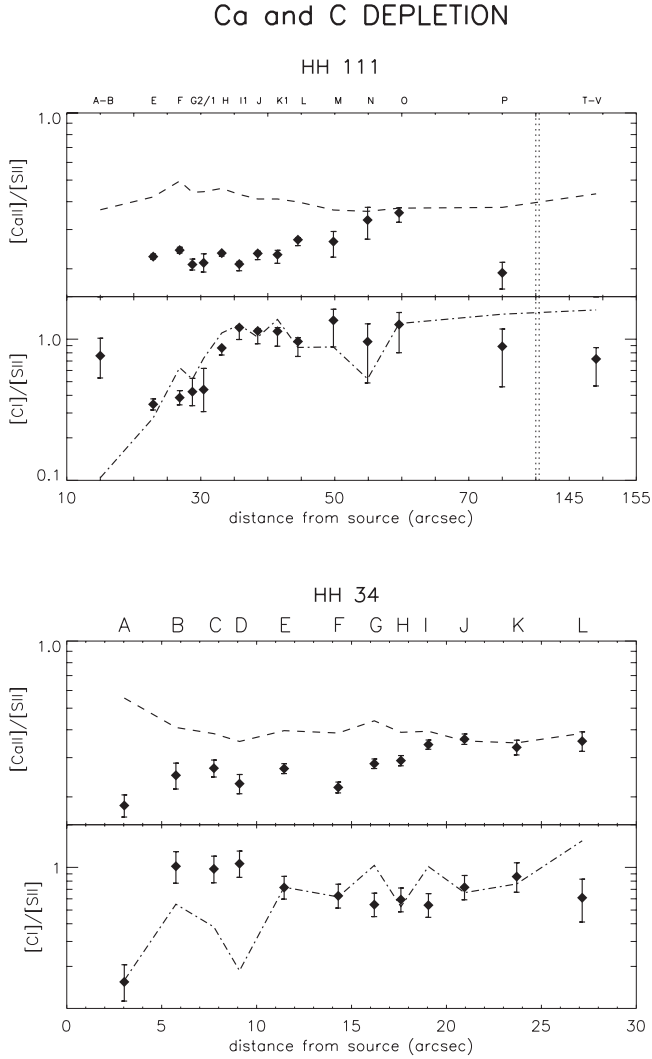 Ca and C DEPLETION
HH 111
A-B E F G2/1 H I1 J K1 L M N O P T-V
1.0
[CaII]/[SII]
1.0
[CI]/[SII]
0.1
10 30 50 70 145 155
distance from source (arcsec)
HH 34
A B C D E F G H I J K L
1.0
[CaII]/[SII]
1
[CI]/[SII]
0 5 10 15 20 25 30
distance from source (arcsec)